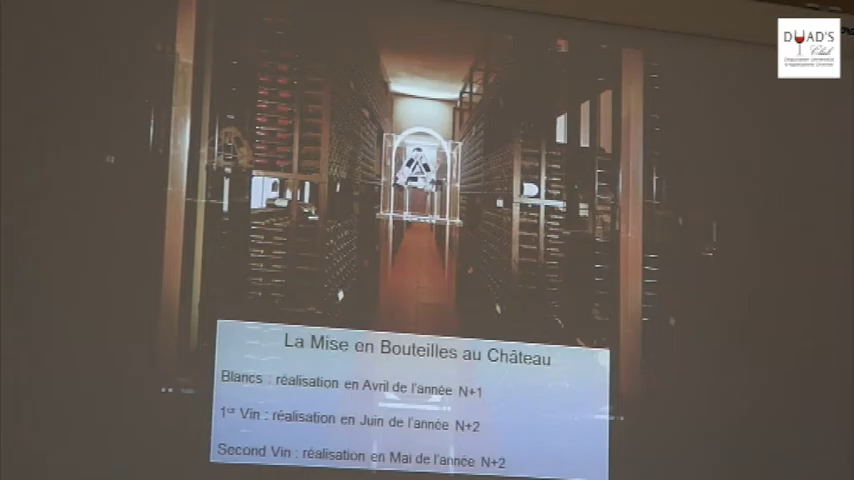 DUAD'S
Club
La Mise en Bouteilles au Château
Blancs : réalisation en Avril de l'année N+1
1er Vin : réalisation en Juin de l'année N+2
Second Vin : réalisation en Mai de l'année N+2